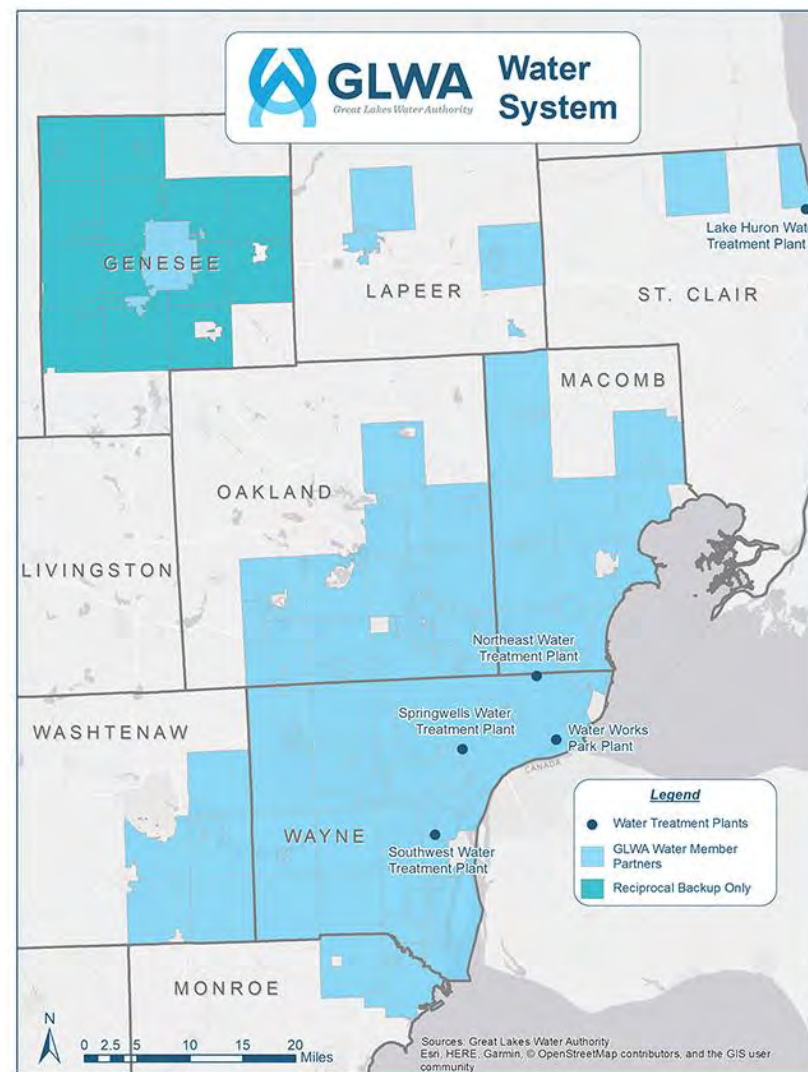 GLWA
Great Lakes Water Authority
Water
System
Lake Huron Wat
Treatment Plant
GENESEE
LAPEER
ST. CLAIR
MACOMB
OAKLAND
LIVINGSTON
Northeast Water
Treatment Plant
WASHTENAW
Springwells Water
Treatment Plant
Water Works
Park Plant
CANADA
WAYNE
Southwest Water
Treatment Plant
Legend
Water Treatment Plants
GLWA Water Member
Partners
Reciprocal Backup Only
MONROE
N
0 2.5 5 10 15 20
Miles
Sources: Great Lakes Water Authority
Esri, HERE, Garmin, © OpenStreetMap contributors, and the GIS user
community